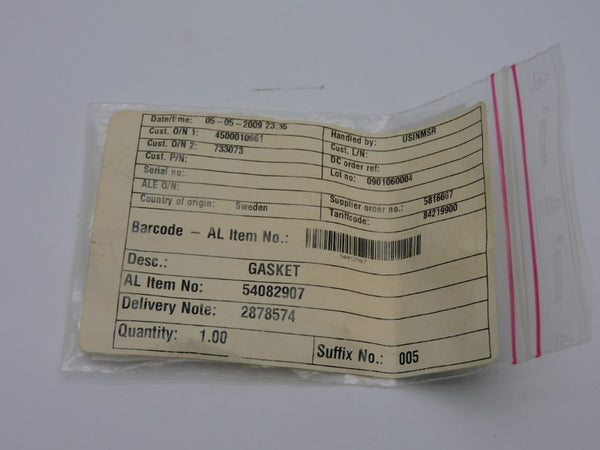 Date/time: 05-05-2009 23:35 Handled by: USINMSR
Cust. O/N 1: 4500010661 Cust. L/N:
Cust. O/N 2: 733073 DC order ref:
Cust. P/N: Lot no: 0901060004
Serial no:
ALE O/N: Supplier order no.: 5816667
Country of origin: Sweden Tariffcode: 84219900
Barcode - AL Item No.:
54082907
Desc.: GASKET
AL Item No: 54082907
Delivery Note: 2878574
Quantity: 1.00 Suffix No.: 005